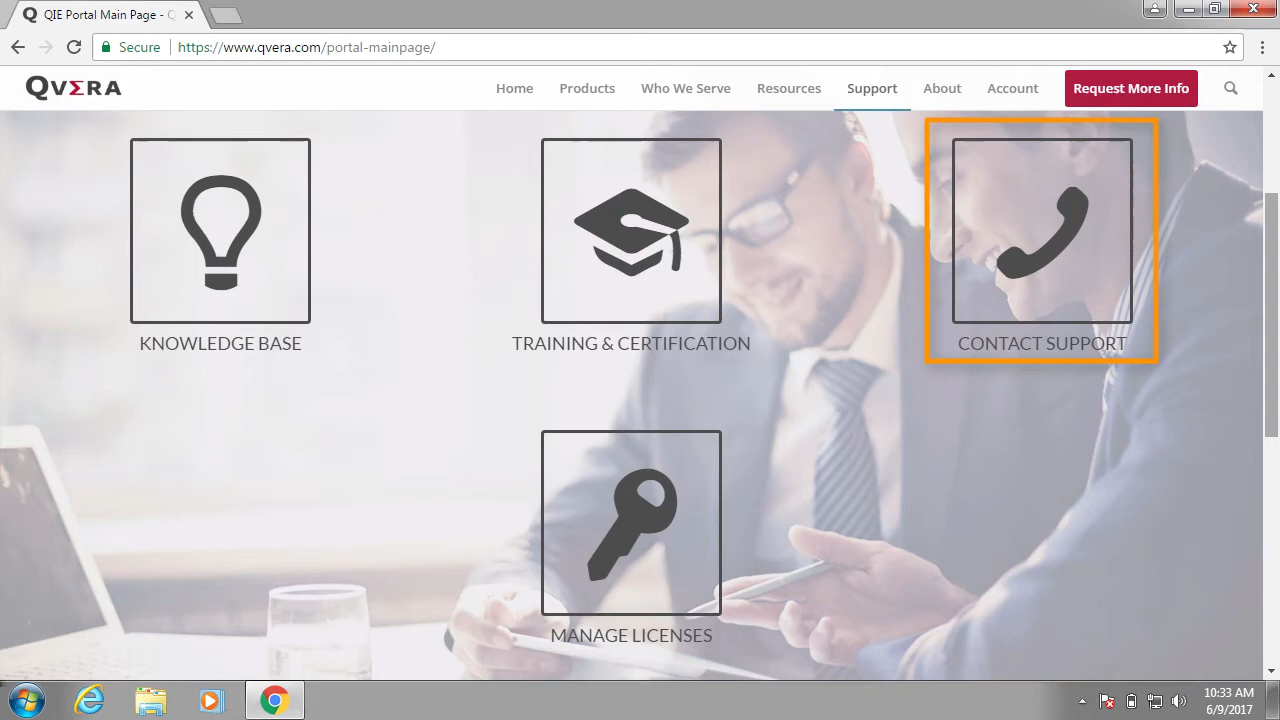 QIE Portal Main Page - Q
Secure https://www.qvera.com/portal-mainpage/
QVERA Home Products Who We Serve Resources Support About Account Request More Info
KNOWLEDGE BASE TRAINING & CERTIFICATION CONTACT SUPPORT
MANAGE LICENSES
10:33 AM
6/9/2017